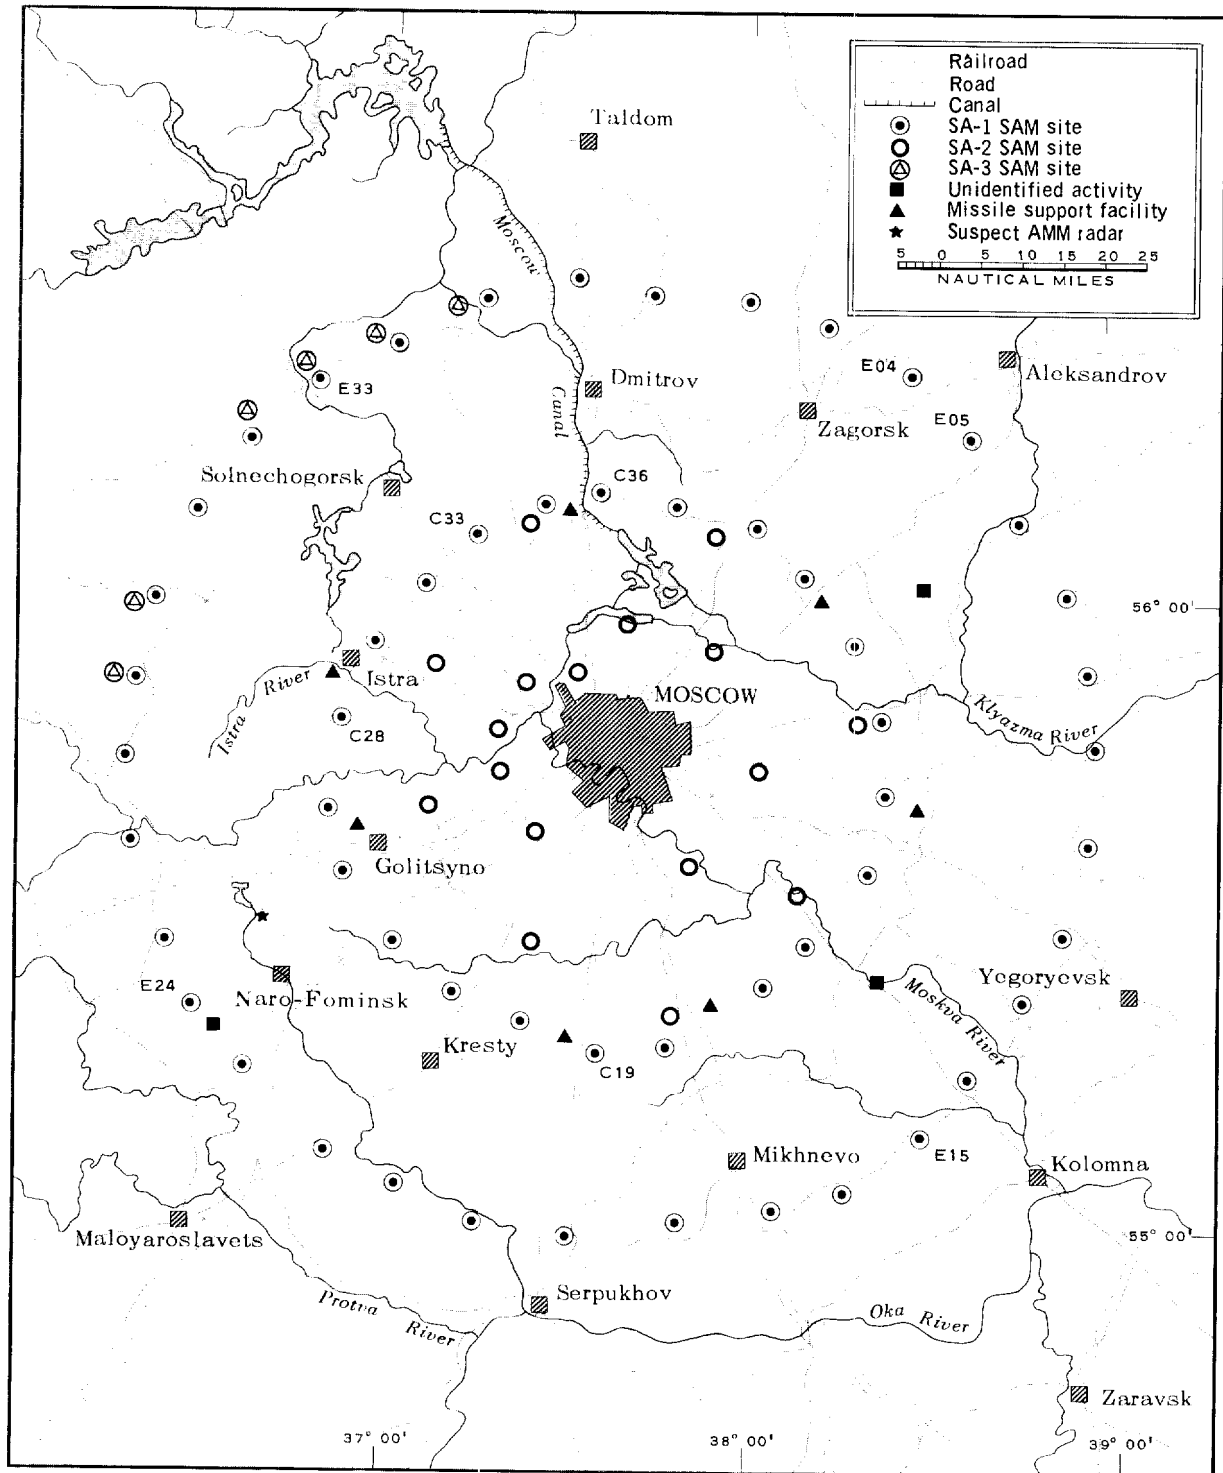 Railroad
Road
Canal
SA-1 SAM site
SA-2 SAM site
SA-3 SAM site
Unidentified activity
Missile support facility
Suspect AMM radar
5 0 5 10 15 20 25
NAUTICAL MILES
Taldom
Moscow
Canal
Dmitrov
E04
Aleksandrov
E33
Zagorsk
E05
Solnechogorsk
C36
C33
56° 00'
Istra
Istra River
MOSCOW
Klyazma River
C28
Golitsyno
E24
Naro-Fominsk
Yegoryevsk
Moskva River
Kresty
C19
Mikhnevo
E15
Kolomna
Maloyaroslavets
55° 00'
Protva River
Serpukhov
Oka River
Zaravsk
37° 00'
38° 00'
39° 00'